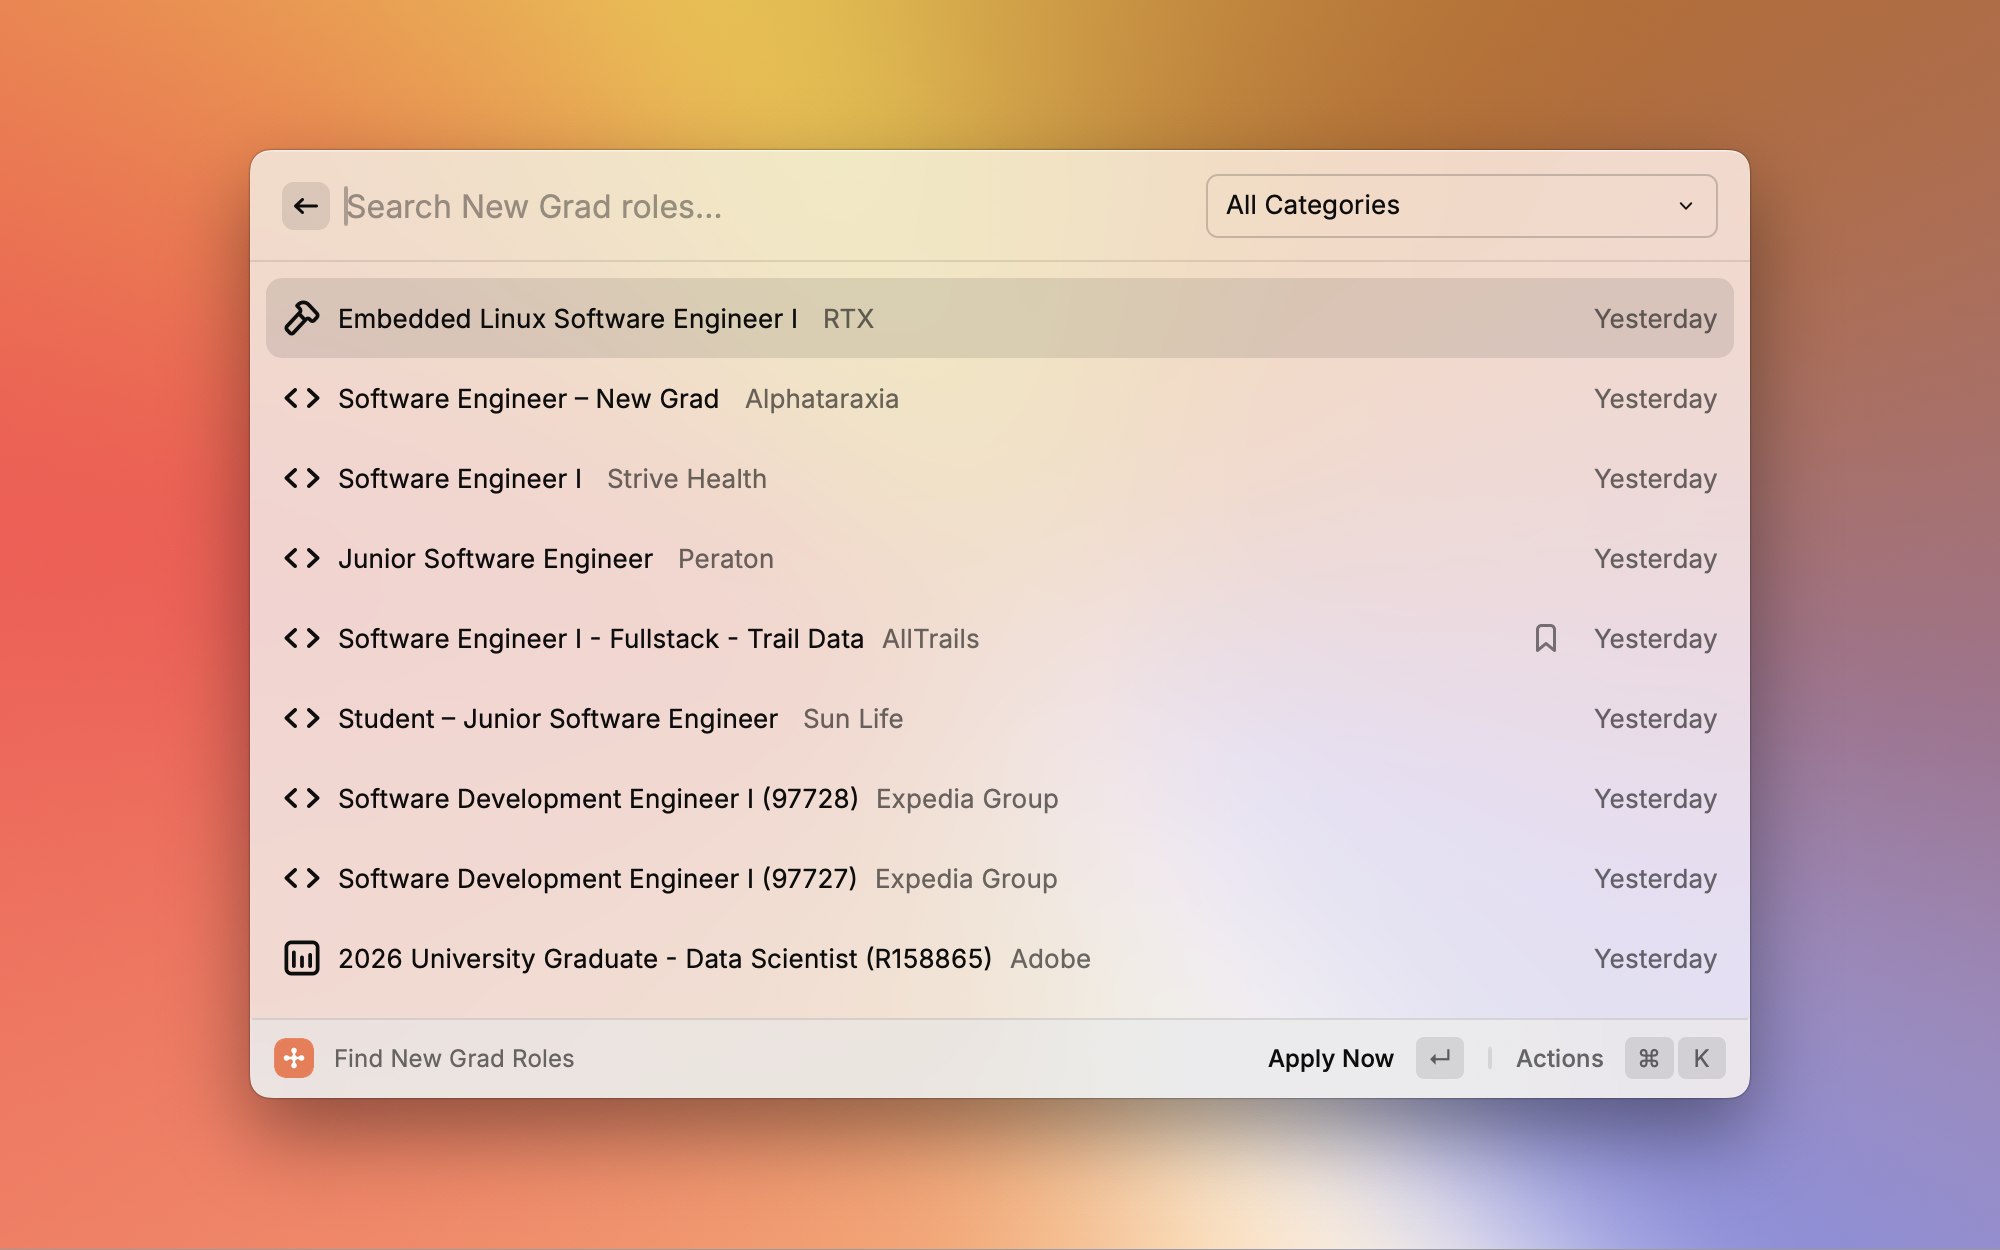 Search New Grad roles... All Categories
Embedded Linux Software Engineer I RTX Yesterday
Software Engineer – New Grad Alphataraxia Yesterday
Software Engineer I Strive Health Yesterday
Junior Software Engineer Peraton Yesterday
Software Engineer I - Fullstack - Trail Data AllTrails Yesterday
Student – Junior Software Engineer Sun Life Yesterday
Software Development Engineer I (97728) Expedia Group Yesterday
Software Development Engineer I (97727) Expedia Group Yesterday
2026 University Graduate - Data Scientist (R158865) Adobe Yesterday
Find New Grad Roles Apply Now ↵ Actions ⌘ K